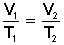 V₁/T₁ = V₂/T₂